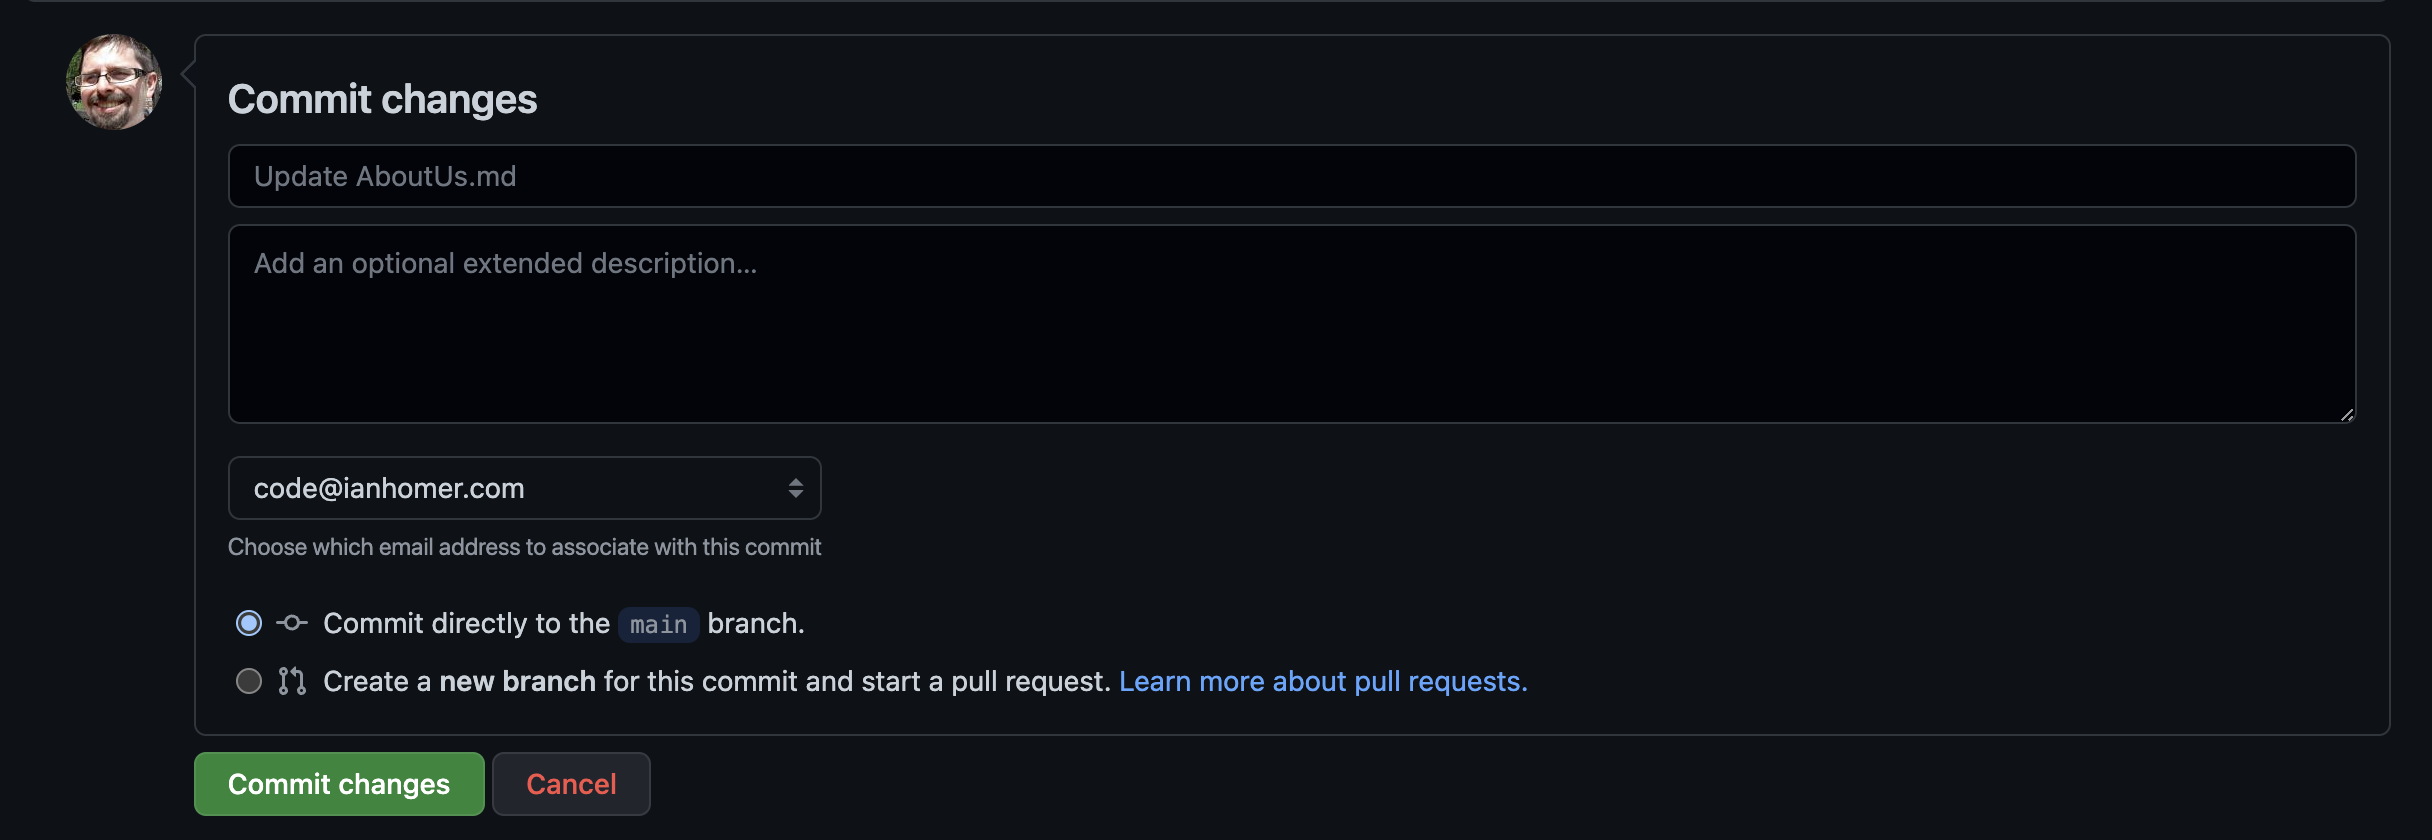 Commit changes
Update AboutUs.md
Add an optional extended description...
code@ianhomer.com
Choose which email address to associate with this commit
Commit directly to the main branch.
Create a new branch for this commit and start a pull request. Learn more about pull requests.
Commit changes Cancel